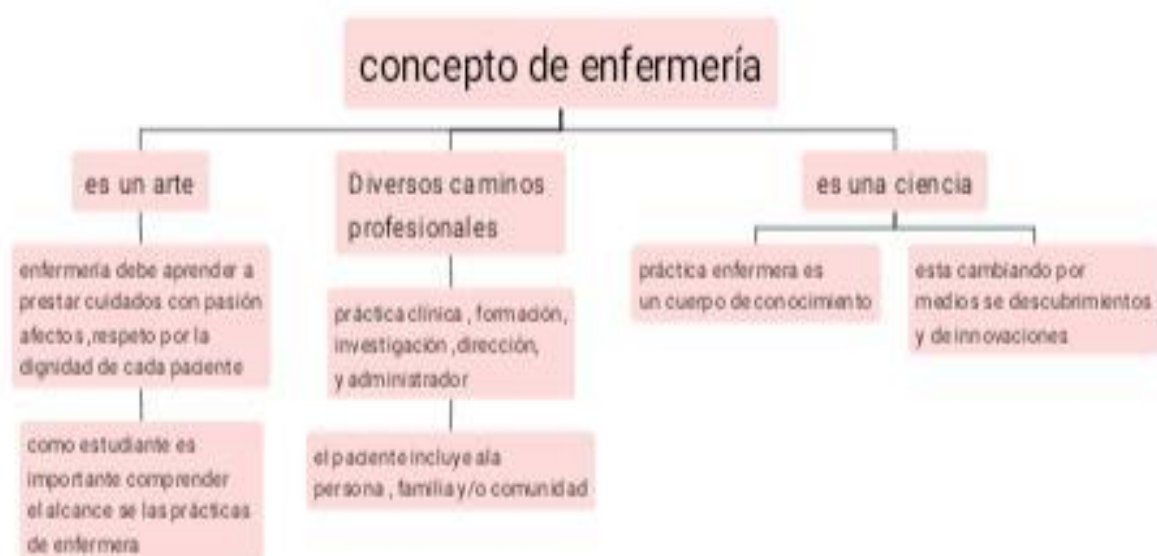 concepto de enfermería
es un arte
Diversos caminos
profesionales
es una ciencia
enfermería debe aprender a
prestar cuidados con pasión
afectos ,respeto por la
dignidad de cada paciente
práctica clínica , formación,
investigación ,dirección,
y administrador
práctica enfermera es
un cuerpo de conocimiento
esta cambiando por
medios se descubrimientos
y de innovaciones
como estudiante es
importante comprender
el alcance se las prácticas
de enfermera
el paciente incluye ala
persona , familia y/o comunidad